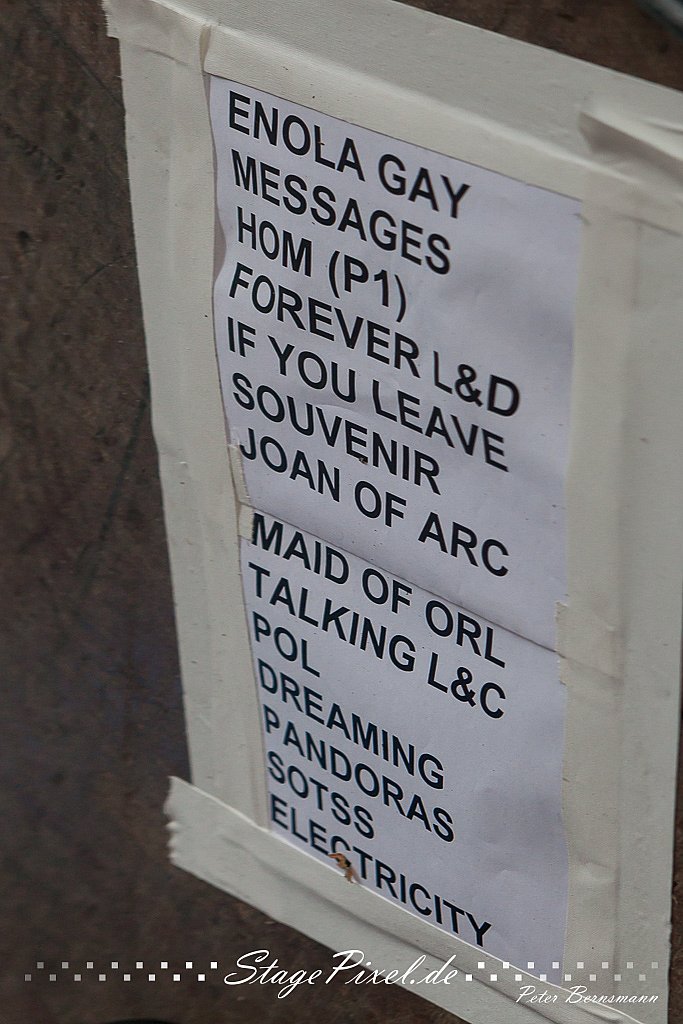 ENOLA GAY
MESSAGES
HOM (P1)
FOREVER L&D
IF YOU LEAVE
SOUVENIR
JOAN OF ARC
MAID OF ORL
TALKING L&C
POL
DREAMING
PANDORAS
SOTSS
ELECTRICITY
StagePixel.de
Peter Bernsmann